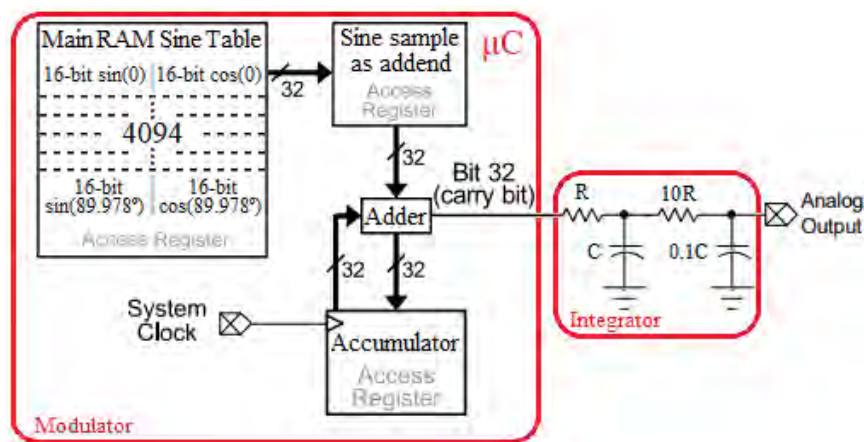 Main RAM Sine Table
16-bit sin(0) 16-bit cos(0)
4094
16-bit 16-bit
sin(89.978º) cos(89.978º)
Access Register
32
Sine sample
as addend
Access
Register
µC
32
Bit 32
(carry bit)
Adder
32
32
System
Clock
Accumulator
Access
Register
Modulator
R
10R
C
0.1C
Integrator
Analog
Output